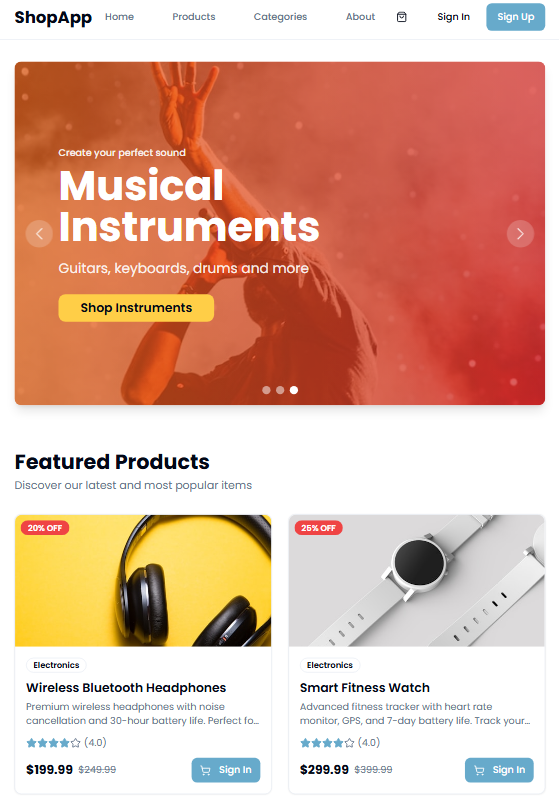 ShopApp Home Products Categories About Sign In Sign Up
Create your perfect sound
Musical
Instruments
Guitars, keyboards, drums and more
Shop Instruments
Featured Products
Discover our latest and most popular items
20% OFF
Electronics
Wireless Bluetooth Headphones
Premium wireless headphones with noise
cancellation and 30-hour battery life. Perfect fo...
(4.0)
$199.99 $249.99 Sign In
25% OFF
Electronics
Smart Fitness Watch
Advanced fitness tracker with heart rate
monitor, GPS, and 7-day battery life. Track your...
(4.0)
$299.99 $399.99 Sign In